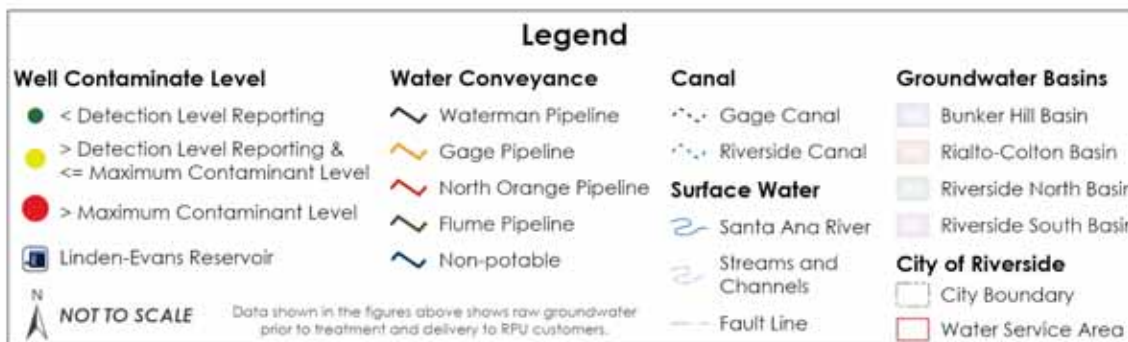 Legend
Well Contaminate Level
< Detection Level Reporting
> Detection Level Reporting &
<= Maximum Contaminant Level
> Maximum Contaminant Level
Linden-Evans Reservoir
N
NOT TO SCALE
Data shown in the figures above shows raw groundwater
prior to treatment and delivery to RPU customers.
Water Conveyance
Waterman Pipeline
Gage Pipeline
North Orange Pipeline
Flume Pipeline
Non-potable
Canal
Gage Canal
Riverside Canal
Surface Water
Santa Ana River
Streams and
Channels
Fault Line
Groundwater Basins
Bunker Hill Basin
Rialto-Colton Basin
Riverside North Basin
Riverside South Basin
City of Riverside
City Boundary
Water Service Area